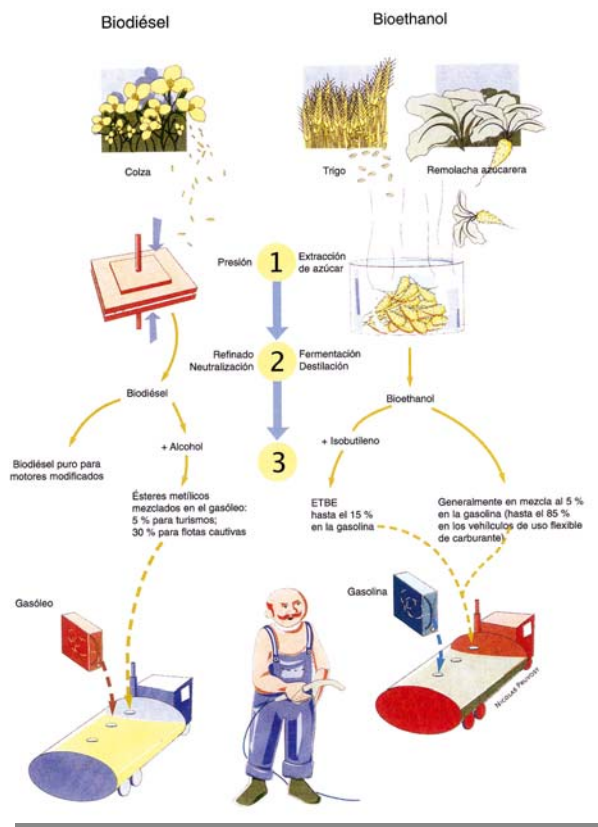 Biodiésel
Bioethanol
Colza
Trigo
Remolacha azucarera
Presión
1
Extracción
de azúcar
Refinado
Neutralización
2
Fermentación
Destilación
Biodiésel
Bioethanol
3
+ Alcohol
+ Isobutileno
Biodiésel puro para
motores modificados
Ésteres metílicos
mezclados en el gasóleo:
5 % para turismos;
30 % para flotas cautivas
ETBE
hasta el 15 %
en la gasolina
Generalmente en mezcla al 5 %
en la gasolina (hasta el 85 %
en los vehículos de uso flexible
de carburante)
Gasóleo
Gasolina
NICOLAS PRUVOST